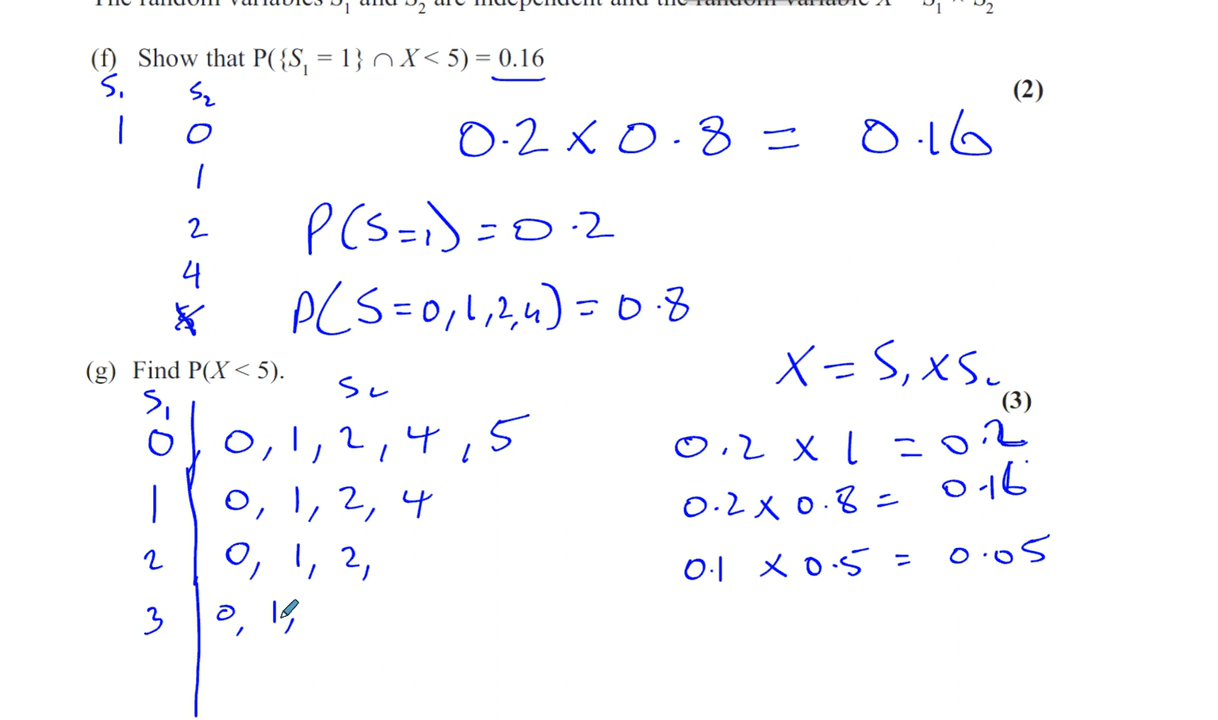 (f) Show that P({S₁ = 1} ∩ X < 5) = 0.16
(2)
S₁ S₂
1 0
1
2
4
0.2 × 0.8 = 0.16
P(S=1) = 0.2
P(S=0,1,2,4) = 0.8
(g) Find P(X < 5).
X = S₁ × S₂
(3)
S₁ S₂
0 0, 1, 2, 4, 5 0.2 × 1 = 0.2
1 0, 1, 2, 4 0.2 × 0.8 = 0.16
2 0, 1, 2, 0.1 × 0.5 = 0.05
3 0, 1,